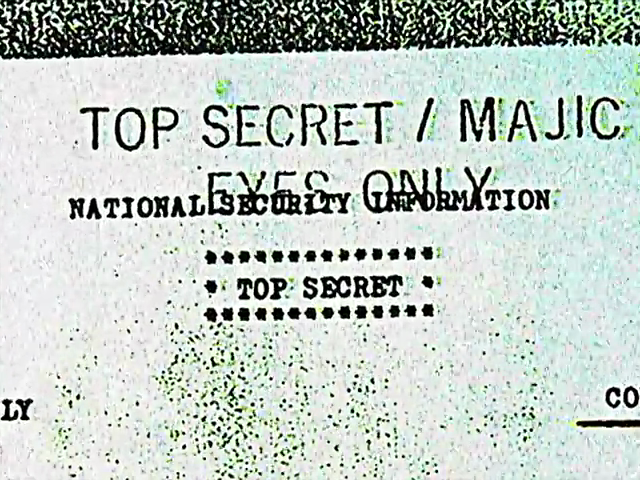 TOP SECRET / MAJIC
EYES ONLY
NATIONAL SECURITY INFORMATION
*************
* TOP SECRET *
*************
LY
CO